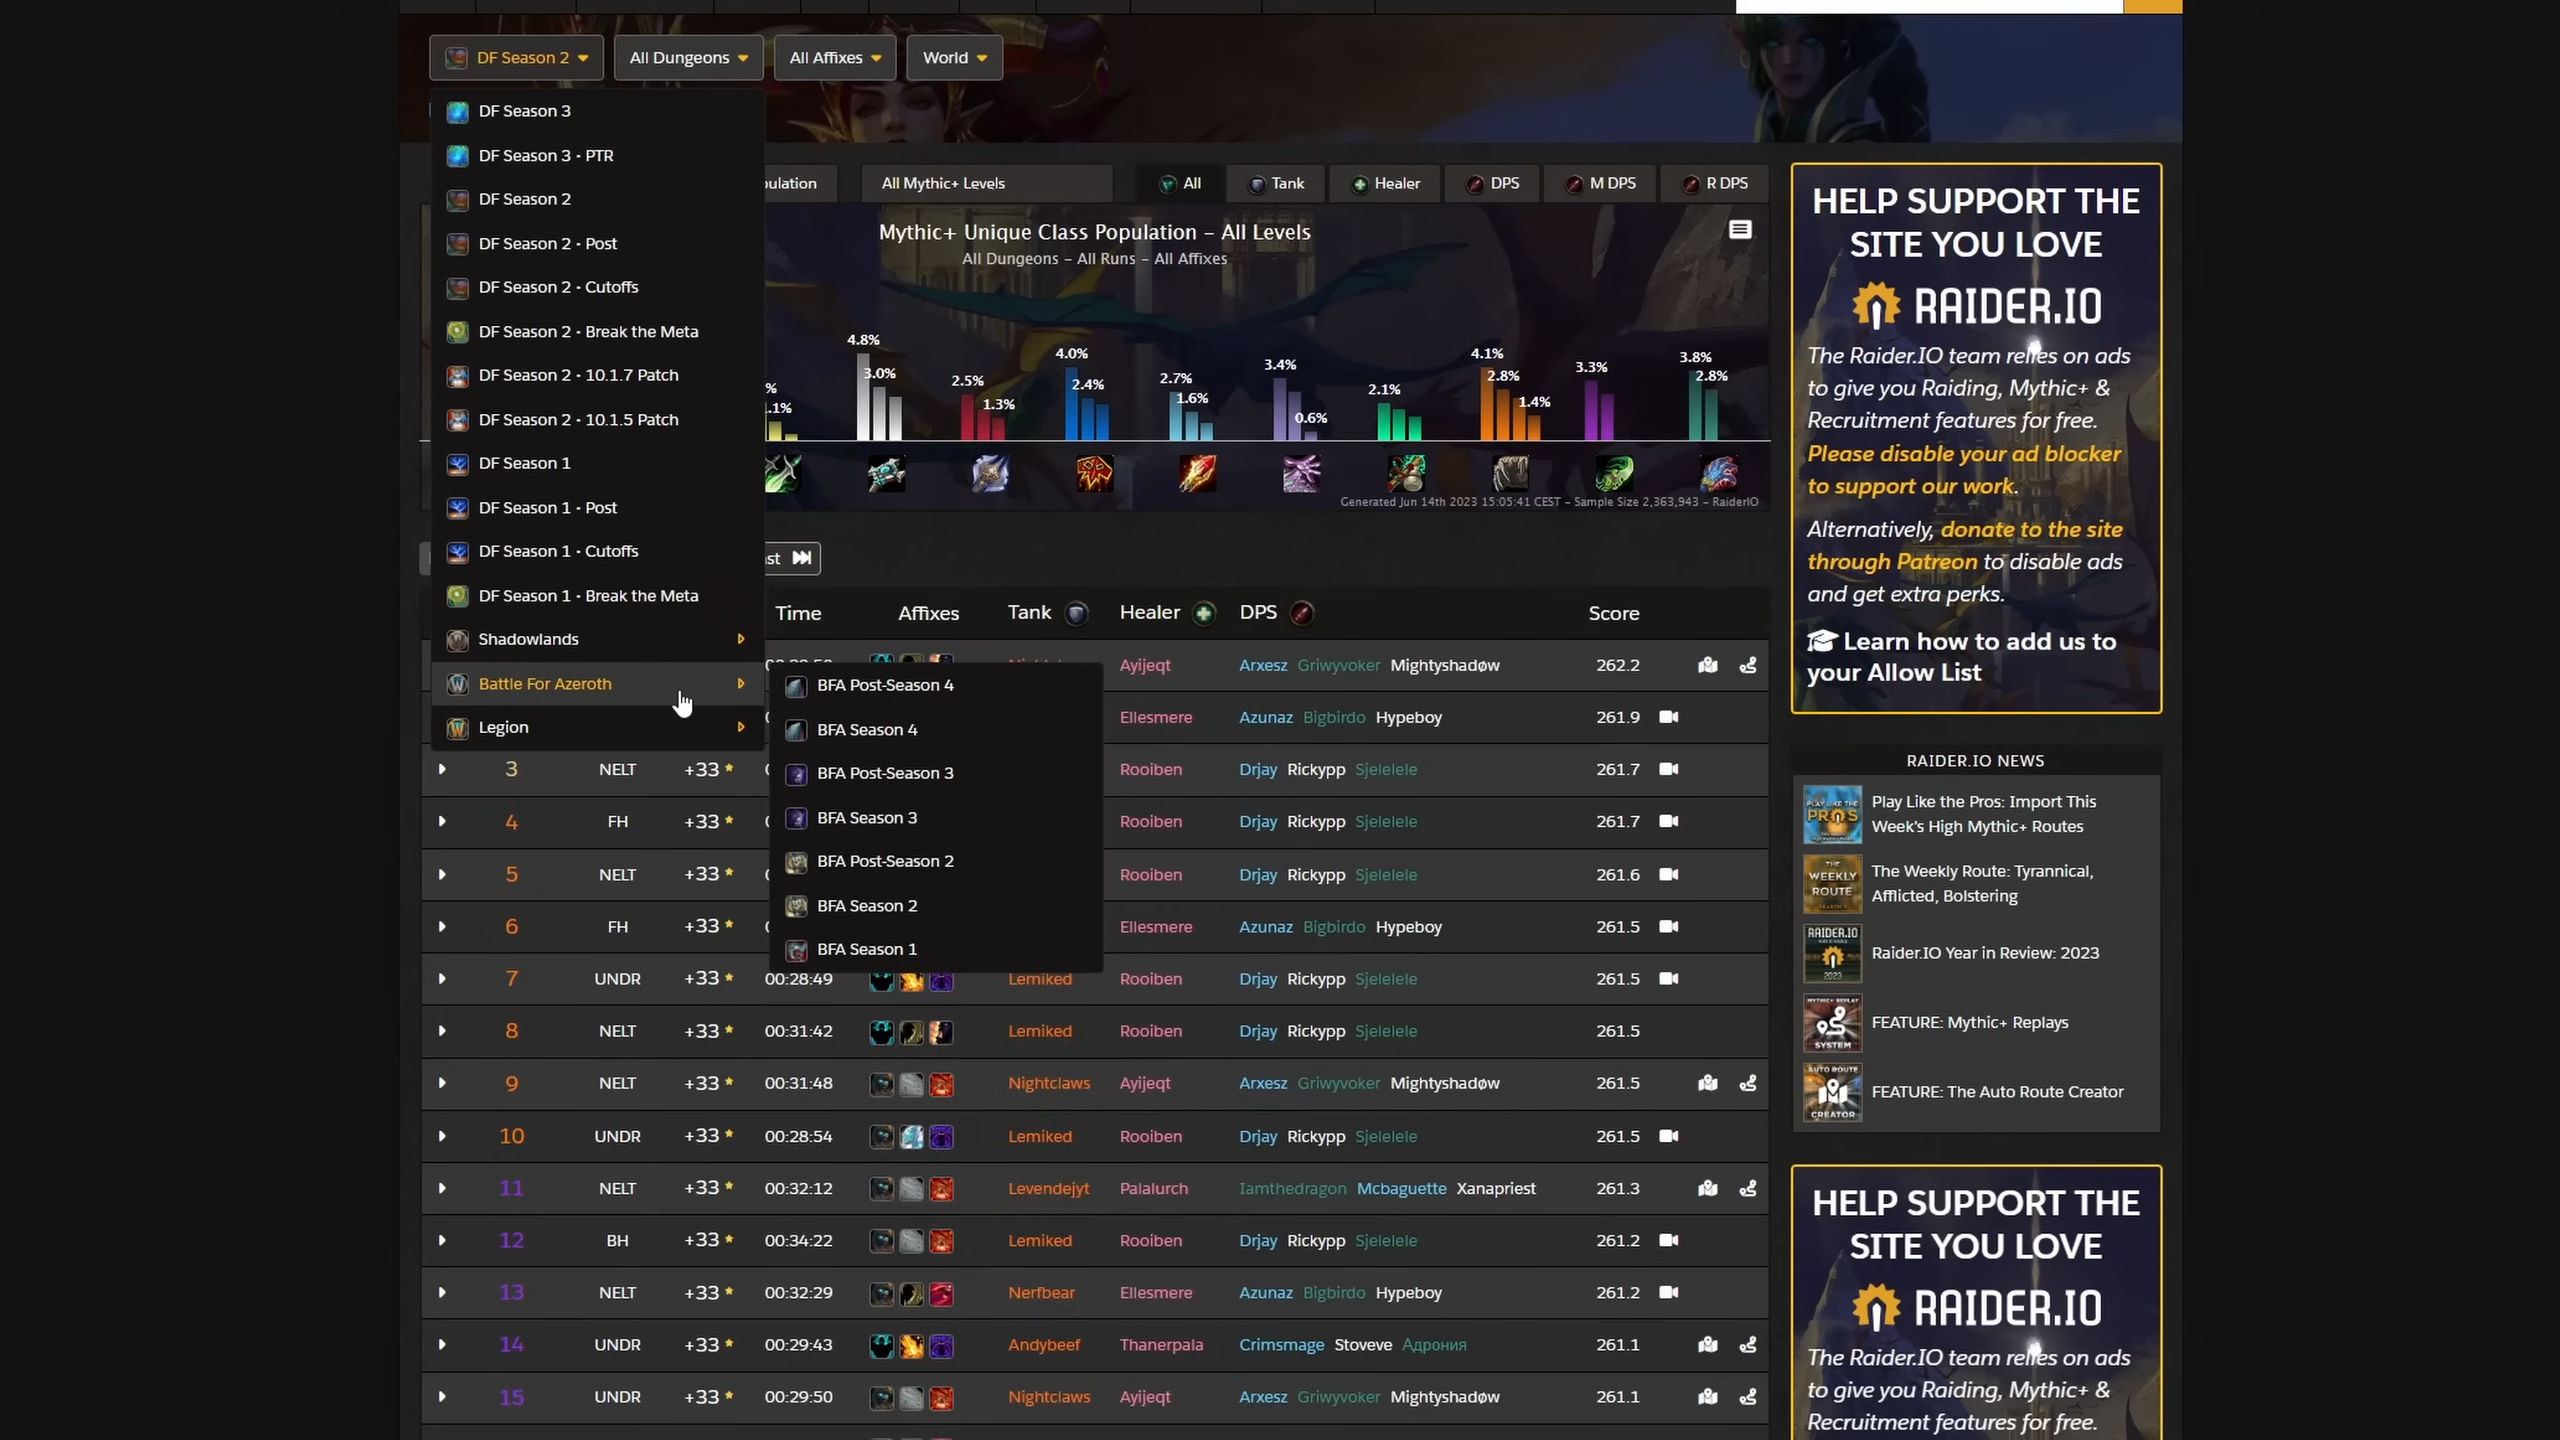 DF Season 2
All Dungeons
All Affixes
World
DF Season 3
DF Season 3 - PTR
DF Season 2
DF Season 2 - Post
DF Season 2 - Cutoffs
DF Season 2 - Break the Meta
DF Season 2 - 10.1.7 Patch
DF Season 2 - 10.1.5 Patch
DF Season 1
DF Season 1 - Post
DF Season 1 - Cutoffs
DF Season 1 - Break the Meta
Shadowlands
Battle For Azeroth
Legion
BFA Post-Season 4
BFA Season 4
BFA Post-Season 3
BFA Season 3
BFA Post-Season 2
BFA Season 2
BFA Season 1
All Mythic+ Levels
All
Tank
Healer
DPS
M DPS
R DPS
Mythic+ Unique Class Population – All Levels
All Dungeons – All Runs – All Affixes
4.8%
3.0%
2.5%
1.3%
4.0%
2.4%
2.7%
1.6%
3.4%
0.6%
2.1%
4.1%
2.8%
1.4%
3.3%
3.8%
2.8%
Generated Jun 14th 2023 15:05:41 CEST – Sample Size 2,363,943 – RaiderIO
Time Affixes Tank Healer DPS Score
Ayijeqt Arxesz Griwyvoker Mightyshadøw 262.2
Ellesmere Azunaz Bigbirdo Hypeboy 261.9
3 NELT +33 Rooiben Drjay Rickypp Sjelelele 261.7
4 FH +33 Rooiben Drjay Rickypp Sjelelele 261.7
5 NELT +33 Rooiben Drjay Rickypp Sjelelele 261.6
6 FH +33 Ellesmere Azunaz Bigbirdo Hypeboy 261.5
7 UNDR +33 00:28:49 Lemiked Rooiben Drjay Rickypp Sjelelele 261.5
8 NELT +33 00:31:42 Lemiked Rooiben Drjay Rickypp Sjelelele 261.5
9 NELT +33 00:31:48 Nightclaws Ayijeqt Arxesz Griwyvoker Mightyshadøw 261.5
10 UNDR +33 00:28:54 Lemiked Rooiben Drjay Rickypp Sjelelele 261.5
11 NELT +33 00:32:12 Levendejyt Palalurch Iamthedragon Mcbaguette Xanapriest 261.3
12 BH +33 00:34:22 Lemiked Rooiben Drjay Rickypp Sjelelele 261.2
13 NELT +33 00:32:29 Nerfbear Ellesmere Azunaz Bigbirdo Hypeboy 261.2
14 UNDR +33 00:29:43 Andybeef Thanerpala Crimsmage Stoveve Адрония 261.1
15 UNDR +33 00:29:50 Nightclaws Ayijeqt Arxesz Griwyvoker Mightyshadøw 261.1
HELP SUPPORT THE
SITE YOU LOVE
RAIDER.IO
The Raider.IO team relies on ads
to give you Raiding, Mythic+ &
Recruitment features for free.
Please disable your ad blocker
to support our work.
Alternatively, donate to the site
through Patreon to disable ads
and get extra perks.
Learn how to add us to
your Allow List
RAIDER.IO NEWS
Play Like the Pros: Import This
Week's High Mythic+ Routes
The Weekly Route: Tyrannical,
Afflicted, Bolstering
Raider.IO Year in Review: 2023
FEATURE: Mythic+ Replays
FEATURE: The Auto Route Creator
HELP SUPPORT THE
SITE YOU LOVE
RAIDER.IO
The Raider.IO team relies on ads
to give you Raiding, Mythic+ &
Recruitment features for free.